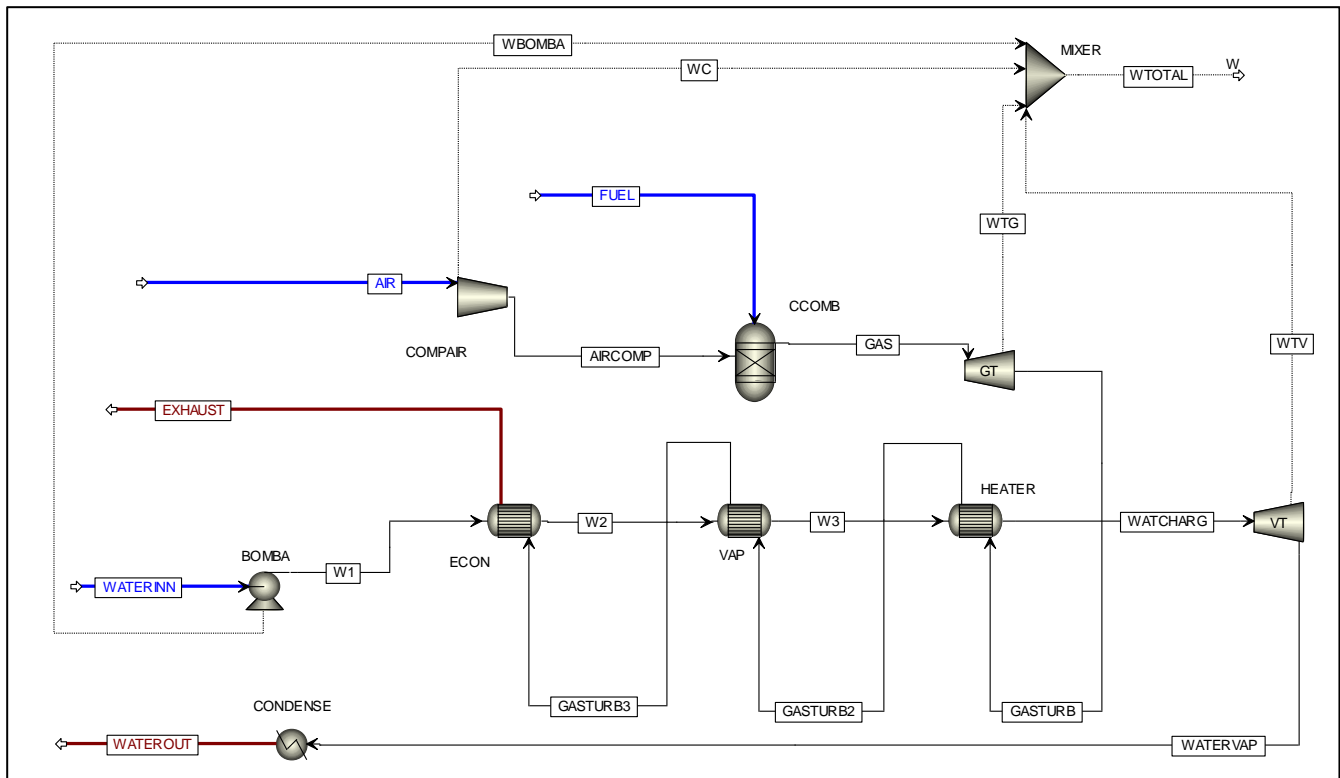 WBOMBA
MIXER
WC
WTOTAL
W
FUEL
WTG
AIR
CCOMB
COMPAIR
AIRCOMP
GAS
GT
WTV
EXHAUST
HEATER
BOMBA
W1
ECON
W2
VAP
W3
WATCHARG
VT
WATERINN
CONDENSE
GASTURB3
GASTURB2
GASTURB
WATEROUT
WATERVAP